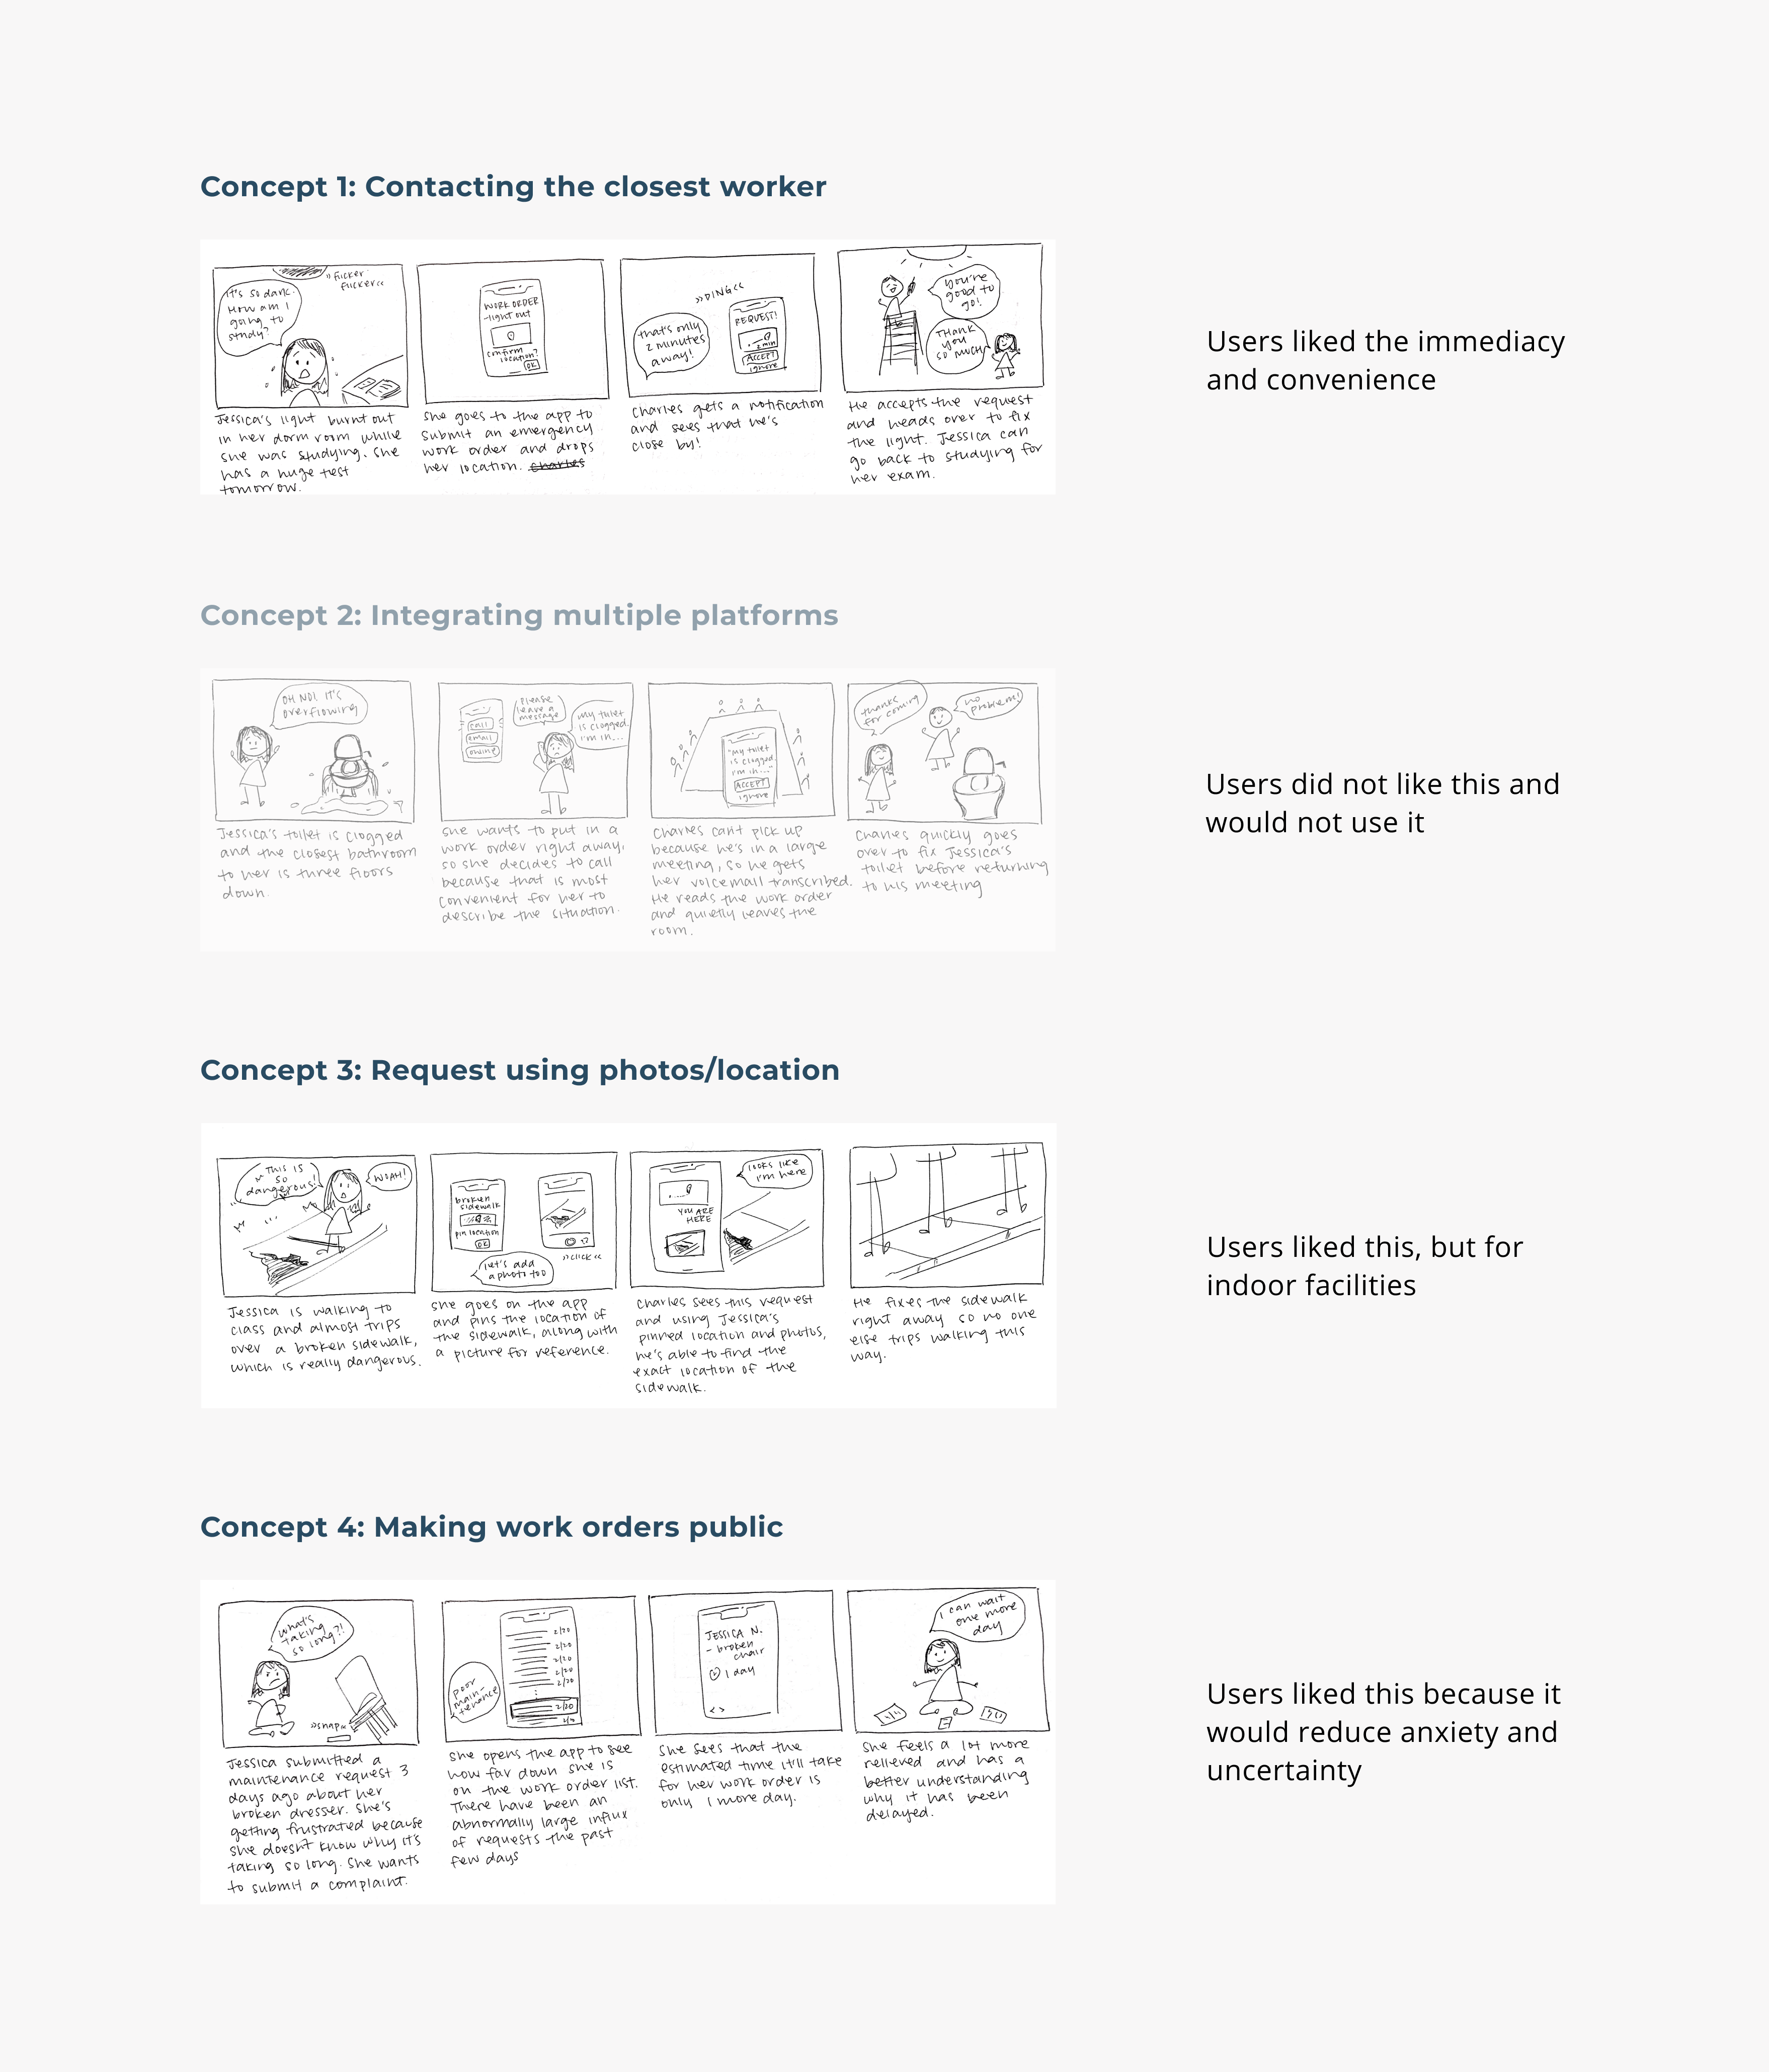 Concept 1: Contacting the closest worker
»flicker
flicker«
It's so dark.
How am I
going to
study?
Jessica's light burnt out
in her dorm room while
she was studying. She
has a huge test
tomorrow.
WORK ORDER
-light out
confirm
location?
OK
she goes to the app to
submit an emergency
work order and drops
her location. Charles
»DING«
that's only
2 minutes
away!
REQUEST!
2 min
ACCEPT
ignore
Charles gets a notification
and sees that he's
close by!
you're
good to
go!
THANK
you
so much
He accepts the request
and heads over to fix
the light. Jessica can
go back to studying for
her exam.
Users liked the immediacy
and convenience
Concept 2: Integrating multiple platforms
OH NO! It's
overflowing
Jessica's toilet is clogged
and the closest bathroom
to her is three floors
down.
call
email
online
please
leave a
message
my toilet
is clogged.
I'm in...
she wants to put in a
work order right away,
so she decides to call
because that is most
convenient for her to
describe the situation.
"My toilet
is clogged.
I'm in..."
ACCEPT
ignore
Charles can't pick up
because he's in a large
meeting, so he gets
her voicemail transcribed.
He reads the work order
and quietly leaves the
room.
thanks
for coming
no
problem!
Charles quickly goes
over to fix Jessica's
toilet before returning
to his meeting
Users did not like this and
would not use it
Concept 3: Request using photos/location
THIS IS
so
dangerous!
WOAH!
Jessica is walking to
class and almost trips
over a broken sidewalk,
which is really dangerous.
broken
sidewalk
pin location
OK
»CLICK«
let's add
a photo too
she goes on the app
and pins the location of
the sidewalk, along with
a picture for reference.
YOU ARE
HERE
looks like
I'm here
Charles sees this request
and using Jessica's
pinned location and photos,
he's able to find the
exact location of the
sidewalk.
He fixes the sidewalk
right away so no one
else trips walking this
way.
Users liked this, but for
indoor facilities
Concept 4: Making work orders public
what's
taking
so long?!
»snap«
Jessica submitted a
maintenance request 3
days ago about her
broken dresser. She's
getting frustrated because
she doesn't know why it's
taking so long. She wants
to submit a complaint.
2/20
2/20
2/20
2/20
2/20
2/20
poor
main-
tenance
she opens the app to see
how far down she is
on the work order list.
There have been an
abnormally large influx
of requests the past
few days
JESSICA N.
- broken
chair
1 day
< >
She sees that the
estimated time it'll take
for her work order is
only 1 more day.
I can wait
one more
day
She feels a lot more
relieved and has a
better understanding
why it has been
delayed.
Users liked this because it
would reduce anxiety and
uncertainty